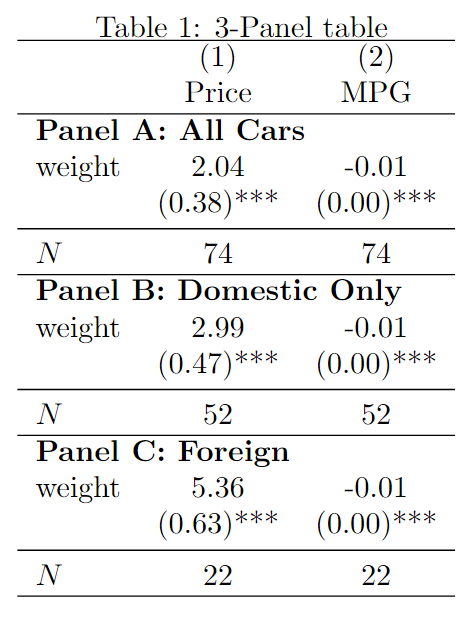 Table 1: 3-Panel table
(1) (2)
Price MPG
Panel A: All Cars
weight 2.04 -0.01
(0.38)*** (0.00)***
N 74 74
Panel B: Domestic Only
weight 2.99 -0.01
(0.47)*** (0.00)***
N 52 52
Panel C: Foreign
weight 5.36 -0.01
(0.63)*** (0.00)***
N 22 22